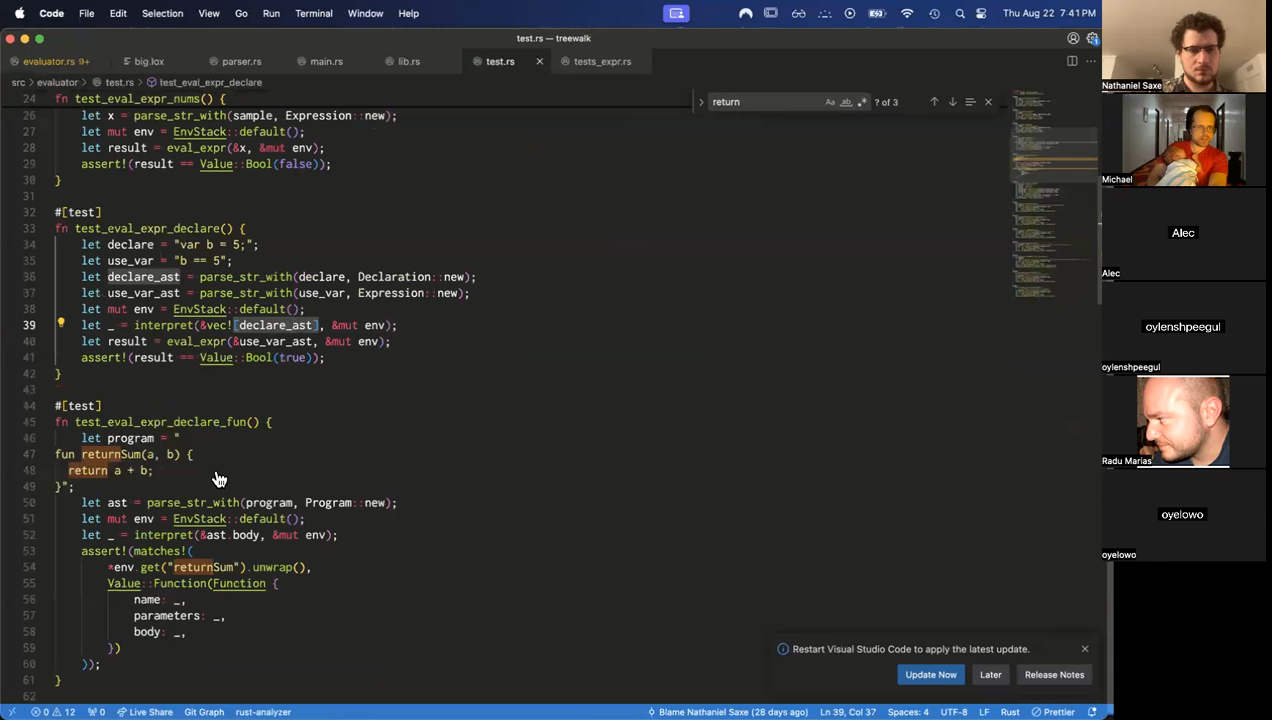 Code File Edit Selection View Go Run Terminal Window Help Thu Aug 22 7:41 PM
test.rs — treewalk
evaluator.rs 9+ big.lox parser.rs main.rs lib.rs test.rs tests_expr.rs
src › evaluator › test.rs › test_eval_expr_declare
return Aa ab ? of 3
24 fn test_eval_expr_nums() {
26 let x = parse_str_with(sample, Expression::new);
27 let mut env = EnvStack::default();
28 let result = eval_expr(&x, &mut env);
29 assert!(result == Value::Bool(false));
30 }
31
32 #[test]
33 fn test_eval_expr_declare() {
34 let declare = "var b = 5;";
35 let use_var = "b == 5";
36 let declare_ast = parse_str_with(declare, Declaration::new);
37 let use_var_ast = parse_str_with(use_var, Expression::new);
38 let mut env = EnvStack::default();
39 let _ = interpret(&vec![declare_ast], &mut env);
40 let result = eval_expr(&use_var_ast, &mut env);
41 assert!(result == Value::Bool(true));
42 }
43
44 #[test]
45 fn test_eval_expr_declare_fun() {
46 let program = "
47 fun returnSum(a, b) {
48 return a + b;
49 }";
50 let ast = parse_str_with(program, Program::new);
51 let mut env = EnvStack::default();
52 let _ = interpret(&ast.body, &mut env);
53 assert!(matches!(
54 *env.get("returnSum").unwrap(),
55 Value::Function(Function {
56 name: _,
57 parameters: _,
58 body: _,
59 })
60 ));
61 }
62
Restart Visual Studio Code to apply the latest update.
Update Now Later Release Notes
0 12 0 Live Share Git Graph rust-analyzer Blame Nathaniel Saxe (28 days ago) Ln 39, Col 37 Spaces: 4 UTF-8 LF Rust Prettier
Nathaniel Saxe
Michael
Alec
Alec
oylenshpeegul
oylenshpeegul
Radu Marias
oyelowo
oyelowo